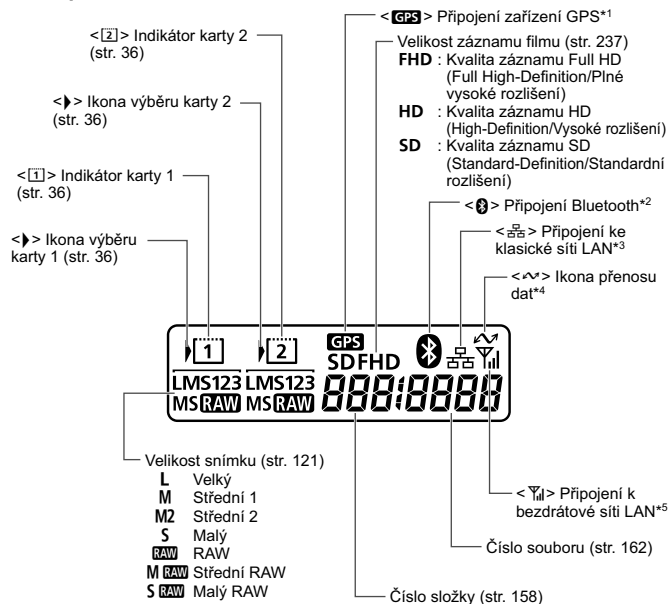 <GPS> Připojení zařízení GPS*1
<2> Indikátor karty 2
(str. 36)
Velikost záznamu filmu (str. 237)
FHD : Kvalita záznamu Full HD
(Full High-Definition/Plné
vysoké rozlišení)
HD : Kvalita záznamu HD
(High-Definition/Vysoké rozlišení)
SD : Kvalita záznamu SD
(Standard-Definition/Standardní
rozlišení)
< > Ikona výběru karty 2
(str. 36)
<1> Indikátor karty 1
(str. 36)
< > Připojení Bluetooth*2
< > Připojení ke
klasické síti LAN*3
< > Ikona výběru
karty 1 (str. 36)
< > Ikona přenosu
dat*4
1 2 GPS
SDFHD
LMS123 LMS123
MS RAW MS RAW 888:8888
Velikost snímku (str. 121)
L Velký
M Střední 1
M2 Střední 2
S Malý
RAW RAW
M RAW Střední RAW
S RAW Malý RAW
< > Připojení k
bezdrátové síti LAN*5
Číslo souboru (str. 162)
Číslo složky (str. 158)